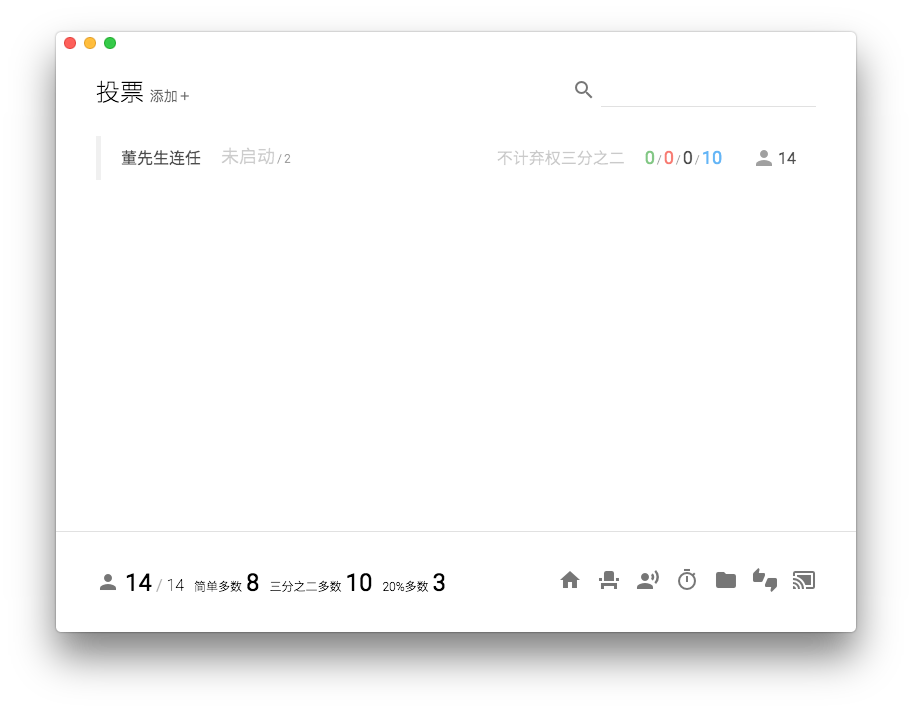 投票 添加+
董先生连任 未启动/2 不计弃权三分之二 0/0/0/10 14
14 / 14 简单多数 8 三分之二多数 10 20%多数 3